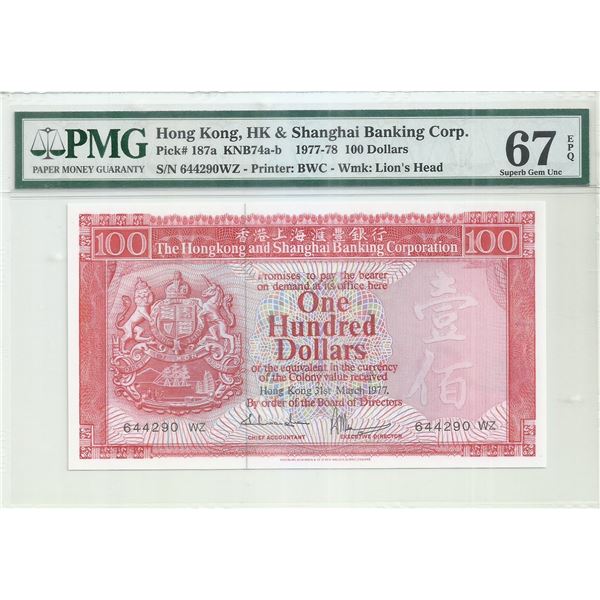 PMG
PAPER MONEY GUARANTY
Hong Kong, HK & Shanghai Banking Corp.
Pick# 187a KNB74a-b 1977-78 100 Dollars
S/N 644290WZ - Printer: BWC - Wmk: Lion's Head
67 EPQ
Superb Gem Unc
香港上海滙豐銀行
100 The Hongkong and Shanghai Banking Corporation 100
Promises to pay the bearer
on demand at its office here
One
Hundred
Dollars
or the equivalent in the currency
of the Colony value received
Hong Kong 31st March 1977.
By order of the Board of Directors
壹佰
644290 WZ
CHIEF ACCOUNTANT
EXECUTIVE DIRECTOR
644290 WZ